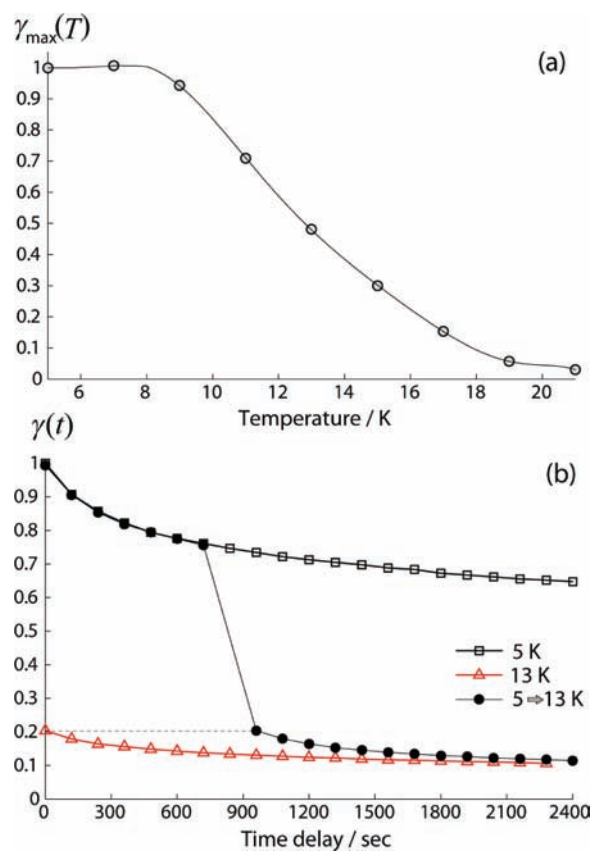 γmax(T)
(a)
1
0.9
0.8
0.7
0.6
0.5
0.4
0.3
0.2
0.1
0
6 8 10 12 14 16 18 20
Temperature / K
γ(t)
(b)
1
0.9
0.8
0.7
0.6
0.5
0.4
0.3
0.2
0.1
0
5 K
13 K
5 ⇒ 13 K
0 300 600 900 1200 1500 1800 2100 2400
Time delay / sec